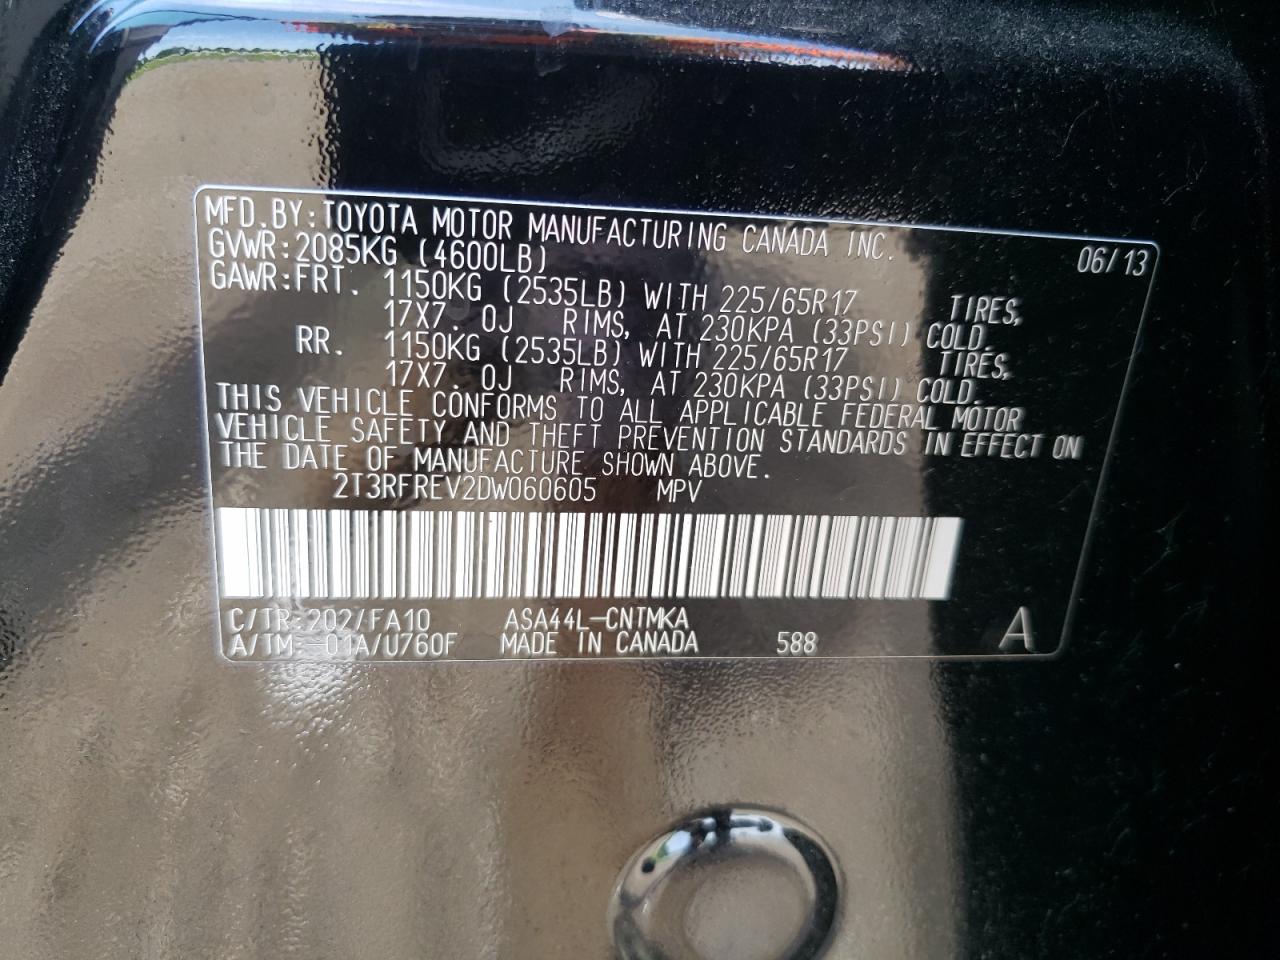 MFD.BY:TOYOTA MOTOR MANUFACTURING CANADA INC.
GVWR:2085KG (4600LB) 06/13
GAWR:FRT. 1150KG (2535LB) WITH 225/65R17 TIRES,
17X7.0J RIMS, AT 230KPA (33PSI) COLD.
RR. 1150KG (2535LB) WITH 225/65R17 TIRES,
17X7.0J RIMS, AT 230KPA (33PSI) COLD.
THIS VEHICLE CONFORMS TO ALL APPLICABLE FEDERAL MOTOR
VEHICLE SAFETY AND THEFT PREVENTION STANDARDS IN EFFECT ON
THE DATE OF MANUFACTURE SHOWN ABOVE.
2T3RFREV2DW060605 MPV
C/TR:202/FA10 ASA44L-CNTMKA
A/TM:-01A/U760F MADE IN CANADA 588 A